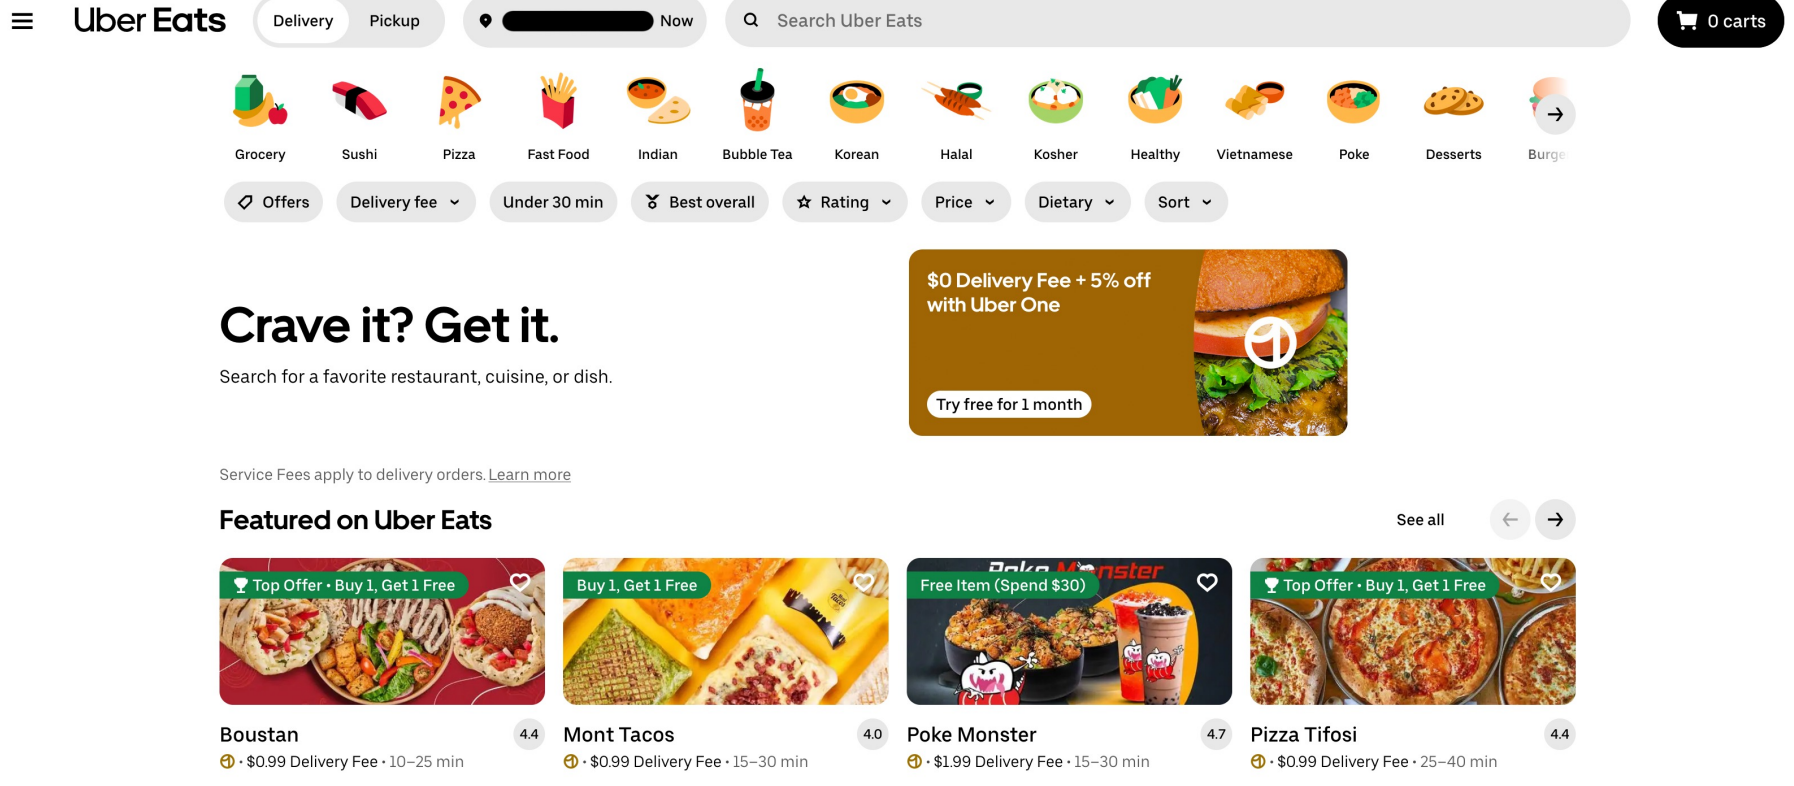 Uber Eats
Delivery
Pickup
Now
Search Uber Eats
0 carts
Grocery
Sushi
Pizza
Fast Food
Indian
Bubble Tea
Korean
Halal
Kosher
Healthy
Vietnamese
Poke
Desserts
Burge
Offers
Delivery fee
Under 30 min
Best overall
Rating
Price
Dietary
Sort
$0 Delivery Fee + 5% off
with Uber One
Try free for 1 month
Crave it? Get it.
Search for a favorite restaurant, cuisine, or dish.
Service Fees apply to delivery orders. Learn more
Featured on Uber Eats
See all
Top Offer • Buy 1, Get 1 Free
Buy 1, Get 1 Free
Poke Monster
Free Item (Spend $30)
Top Offer • Buy 1, Get 1 Free
Boustan
4.4
• $0.99 Delivery Fee • 10–25 min
Mont Tacos
4.0
• $0.99 Delivery Fee • 15–30 min
Poke Monster
4.7
• $1.99 Delivery Fee • 15–30 min
Pizza Tifosi
4.4
• $0.99 Delivery Fee • 25–40 min